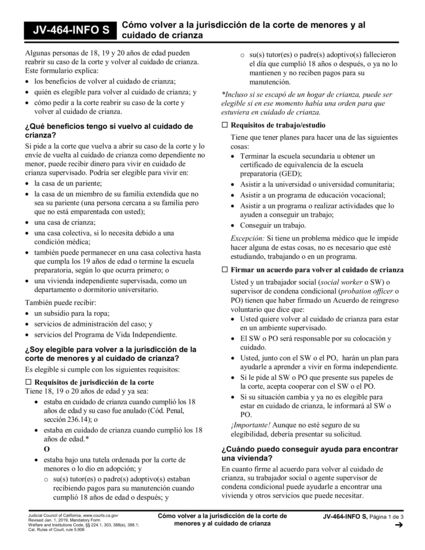 JV-464-INFO S
Cómo volver a la jurisdicción de la corte de menores y al
cuidado de crianza
Algunas personas de 18, 19 y 20 años de edad pueden
reabrir su caso de la corte y volver al cuidado de crianza.
Este formulario explica:
• los beneficios de volver al cuidado de crianza;
• quién es elegible para volver al cuidado de crianza; y
• cómo pedir a la corte reabrir su caso de la corte y
volver al cuidado de crianza.
¿Qué beneficios tengo si vuelvo al cuidado de
crianza?
Si pide a la corte que vuelva a abrir su caso de la corte y lo
envíe de vuelta al cuidado de crianza como dependiente no
menor, puede recibir dinero para vivir en cuidado de
crianza supervisado. Podría ser elegible para vivir en:
• la casa de un pariente;
• la casa de un miembro de su familia extendida que no
sea su pariente (una persona cercana a su familia pero
que no está emparentada con usted);
• una casa de crianza;
• una casa colectiva, si lo necesita debido a una
condición médica;
• también puede permanecer en una casa colectiva hasta
que cumpla los 19 años de edad o termine la escuela
preparatoria, según lo que ocurra primero; o
• una vivienda independiente supervisada, como un
departamento o dormitorio universitario.
También puede recibir:
• un subsidio para la ropa;
• servicios de administración del caso; y
• servicios del Programa de Vida Independiente.
¿Soy elegible para volver a la jurisdicción de la
corte de menores y al cuidado de crianza?
Es elegible si cumple con los siguientes requisitos:
☐ Requisitos de jurisdicción de la corte
Tiene 18, 19 o 20 años de edad y ya sea:
• estaba en cuidado de crianza cuando cumplió los 18
años de edad y su caso fue anulado (Cód. Penal,
sección 236.14); o
• estaba en cuidado de crianza cuando cumplió los 18
años de edad.*
O
• estaba bajo una tutela ordenada por la corte de
menores o lo dio en adopción; y
o su(s) tutor(es) o padre(s) adoptivo(s) estaban
recibiendo pagos para su manutención cuando
cumplió 18 años de edad o después; y
o su(s) tutor(es) o padre(s) adoptivo(s) fallecieron
el día que cumplió 18 años o después, o ya no lo
mantienen y no reciben pagos para su
manutención.
*Incluso si se escapó de un hogar de crianza, puede ser
elegible si en ese momento había una orden para que
estuviera en cuidado de crianza.
☐ Requisitos de trabajo/estudio
Tiene que tener planes para hacer una de las siguientes
cosas:
• Terminar la escuela secundaria u obtener un
certificado de equivalencia de la escuela
preparatoria (GED);
• Asistir a la universidad o universidad comunitaria;
• Asistir a un programa de educación vocacional;
• Asistir a un programa o realizar actividades que lo
ayuden a conseguir un trabajo;
• Conseguir un trabajo.
Excepción: Si tiene un problema médico que le impide
hacer alguna de estas cosas, no es necesario que esté
estudiando, trabajando o en un programa.
☐ Firmar un acuerdo para volver al cuidado de crianza
Usted y un trabajador social (social worker o SW) o
supervisor de condena condicional (probation officer o
PO) tienen que haber firmado un Acuerdo de reingreso
voluntario que dice que:
• Usted quiere volver al cuidado de crianza para estar
en un ambiente supervisado.
• El SW o PO será responsable por su colocación y
cuidado.
• Usted, junto con el SW o el PO, harán un plan para
ayudarle a aprender a vivir en forma independiente.
• Si le pide al SW o PO que presente sus papeles de
la corte, acepta cooperar con el SW o el PO.
• Si su situación cambia y ya no es elegible para
estar en cuidado de crianza, le informará al SW o
PO.
¡Importante! Aunque no esté seguro de su
elegibilidad, debería presentar su solicitud.
¿Cuándo puedo conseguir ayuda para encontrar
una vivienda?
En cuanto firme al acuerdo para volver al cuidado de
crianza, su trabajador social o agente supervisor de
condena condicional puede ayudarle a encontrar una
vivienda y otros servicios que puede necesitar.
Judicial Council of California, www.courts.ca.gov
Revised Jan. 1, 2019, Mandatory Form
Welfare and Institutions Code, §§ 224.1, 303, 388(e), 388.1;
Cal. Rules of Court, rule 5.906
Cómo volver a la jurisdicción de la corte de
menores y al cuidado de crianza
JV-464-INFO S, Página 1 de 3
➔